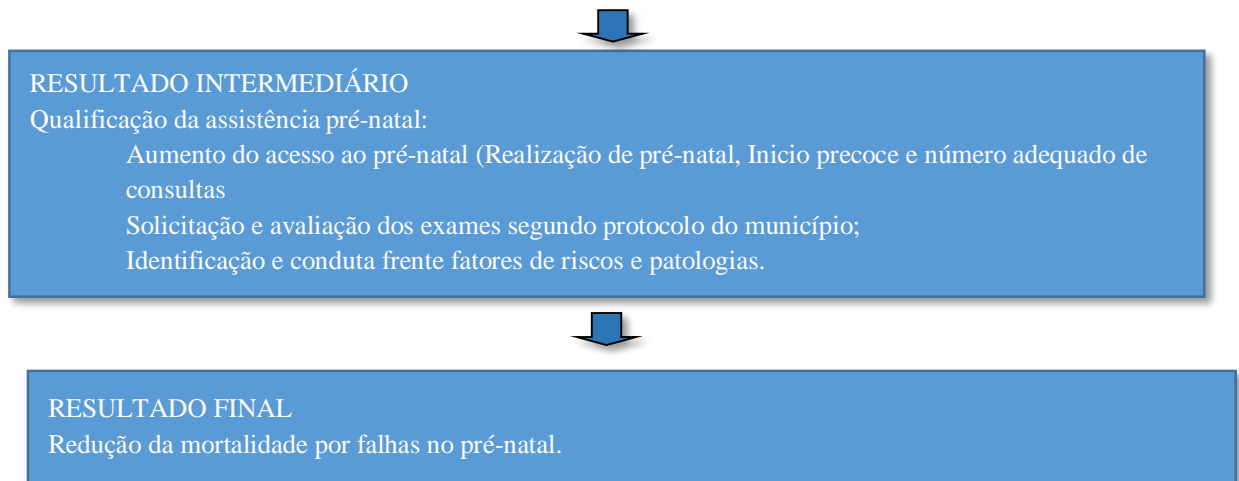 RESULTADO INTERMEDIÁRIO
Qualificação da assistência pré-natal:
Aumento do acesso ao pré-natal (Realização de pré-natal, Inicio precoce e número adequado de
consultas
Solicitação e avaliação dos exames segundo protocolo do município;
Identificação e conduta frente fatores de riscos e patologias.
RESULTADO FINAL
Redução da mortalidade por falhas no pré-natal.